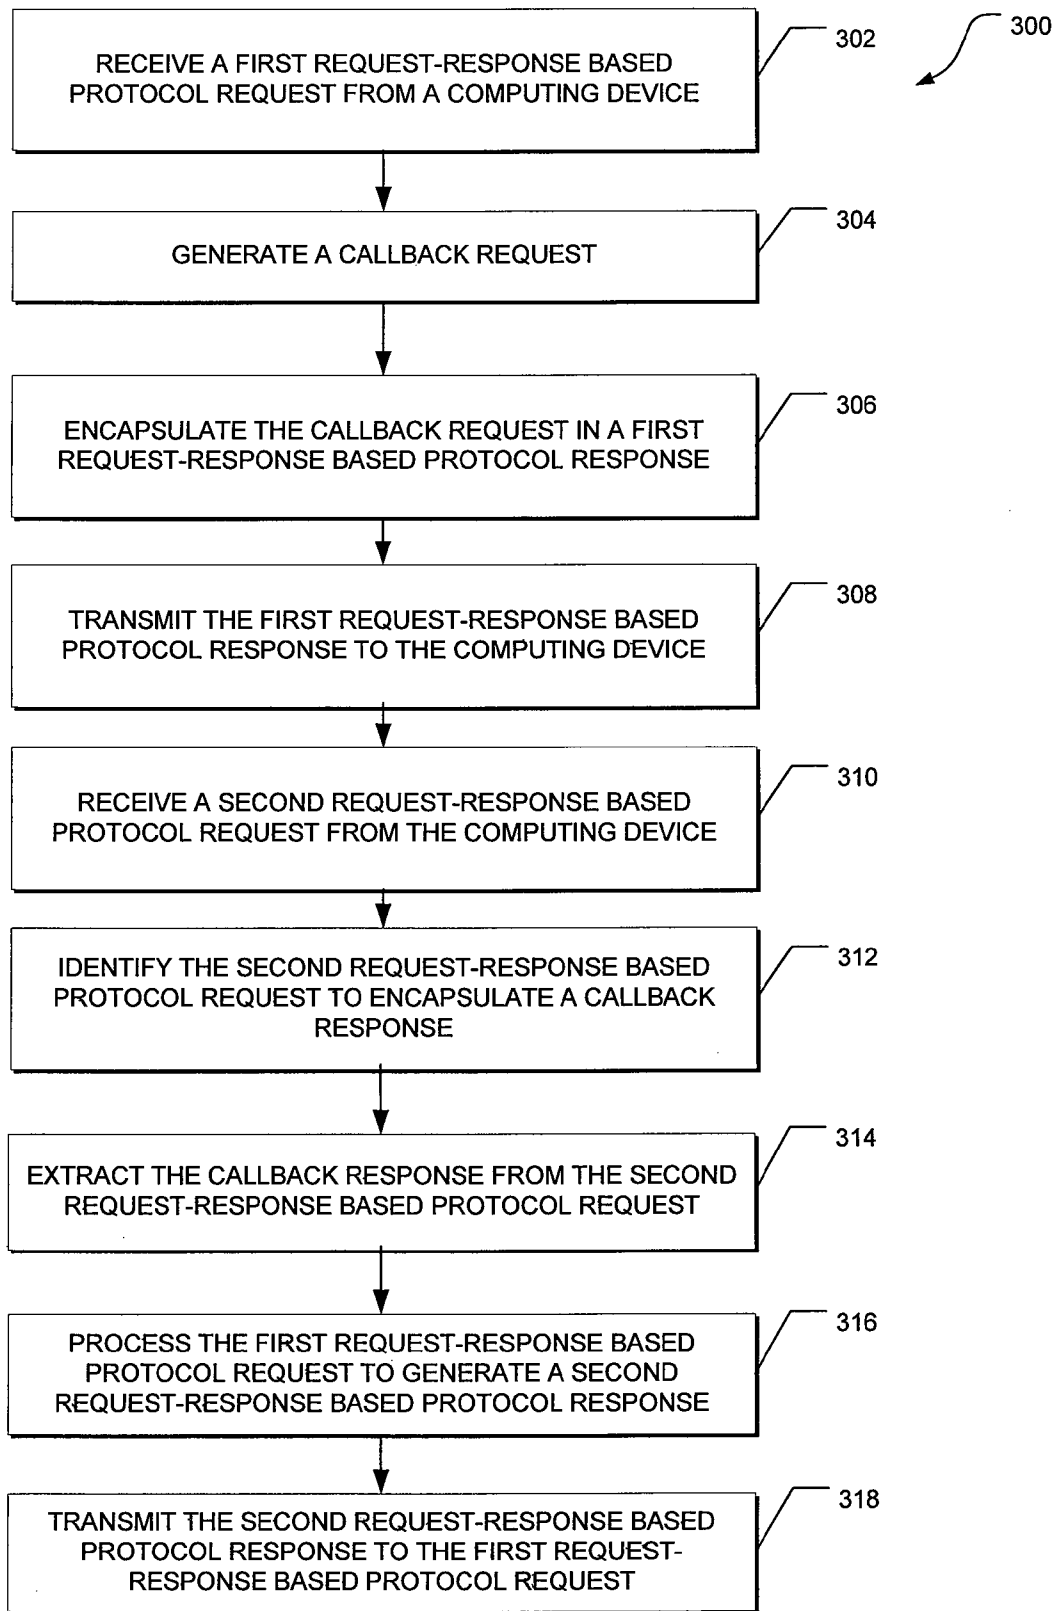 300
RECEIVE A FIRST REQUEST-RESPONSE BASED
PROTOCOL REQUEST FROM A COMPUTING DEVICE
302
GENERATE A CALLBACK REQUEST
304
ENCAPSULATE THE CALLBACK REQUEST IN A FIRST
REQUEST-RESPONSE BASED PROTOCOL RESPONSE
306
TRANSMIT THE FIRST REQUEST-RESPONSE BASED
PROTOCOL RESPONSE TO THE COMPUTING DEVICE
308
RECEIVE A SECOND REQUEST-RESPONSE BASED
PROTOCOL REQUEST FROM THE COMPUTING DEVICE
310
IDENTIFY THE SECOND REQUEST-RESPONSE BASED
PROTOCOL REQUEST TO ENCAPSULATE A CALLBACK
RESPONSE
312
EXTRACT THE CALLBACK RESPONSE FROM THE SECOND
REQUEST-RESPONSE BASED PROTOCOL REQUEST
314
PROCESS THE FIRST REQUEST-RESPONSE BASED
PROTOCOL REQUEST TO GENERATE A SECOND
REQUEST-RESPONSE BASED PROTOCOL RESPONSE
316
TRANSMIT THE SECOND REQUEST-RESPONSE BASED
PROTOCOL RESPONSE TO THE FIRST REQUEST-
RESPONSE BASED PROTOCOL REQUEST
318